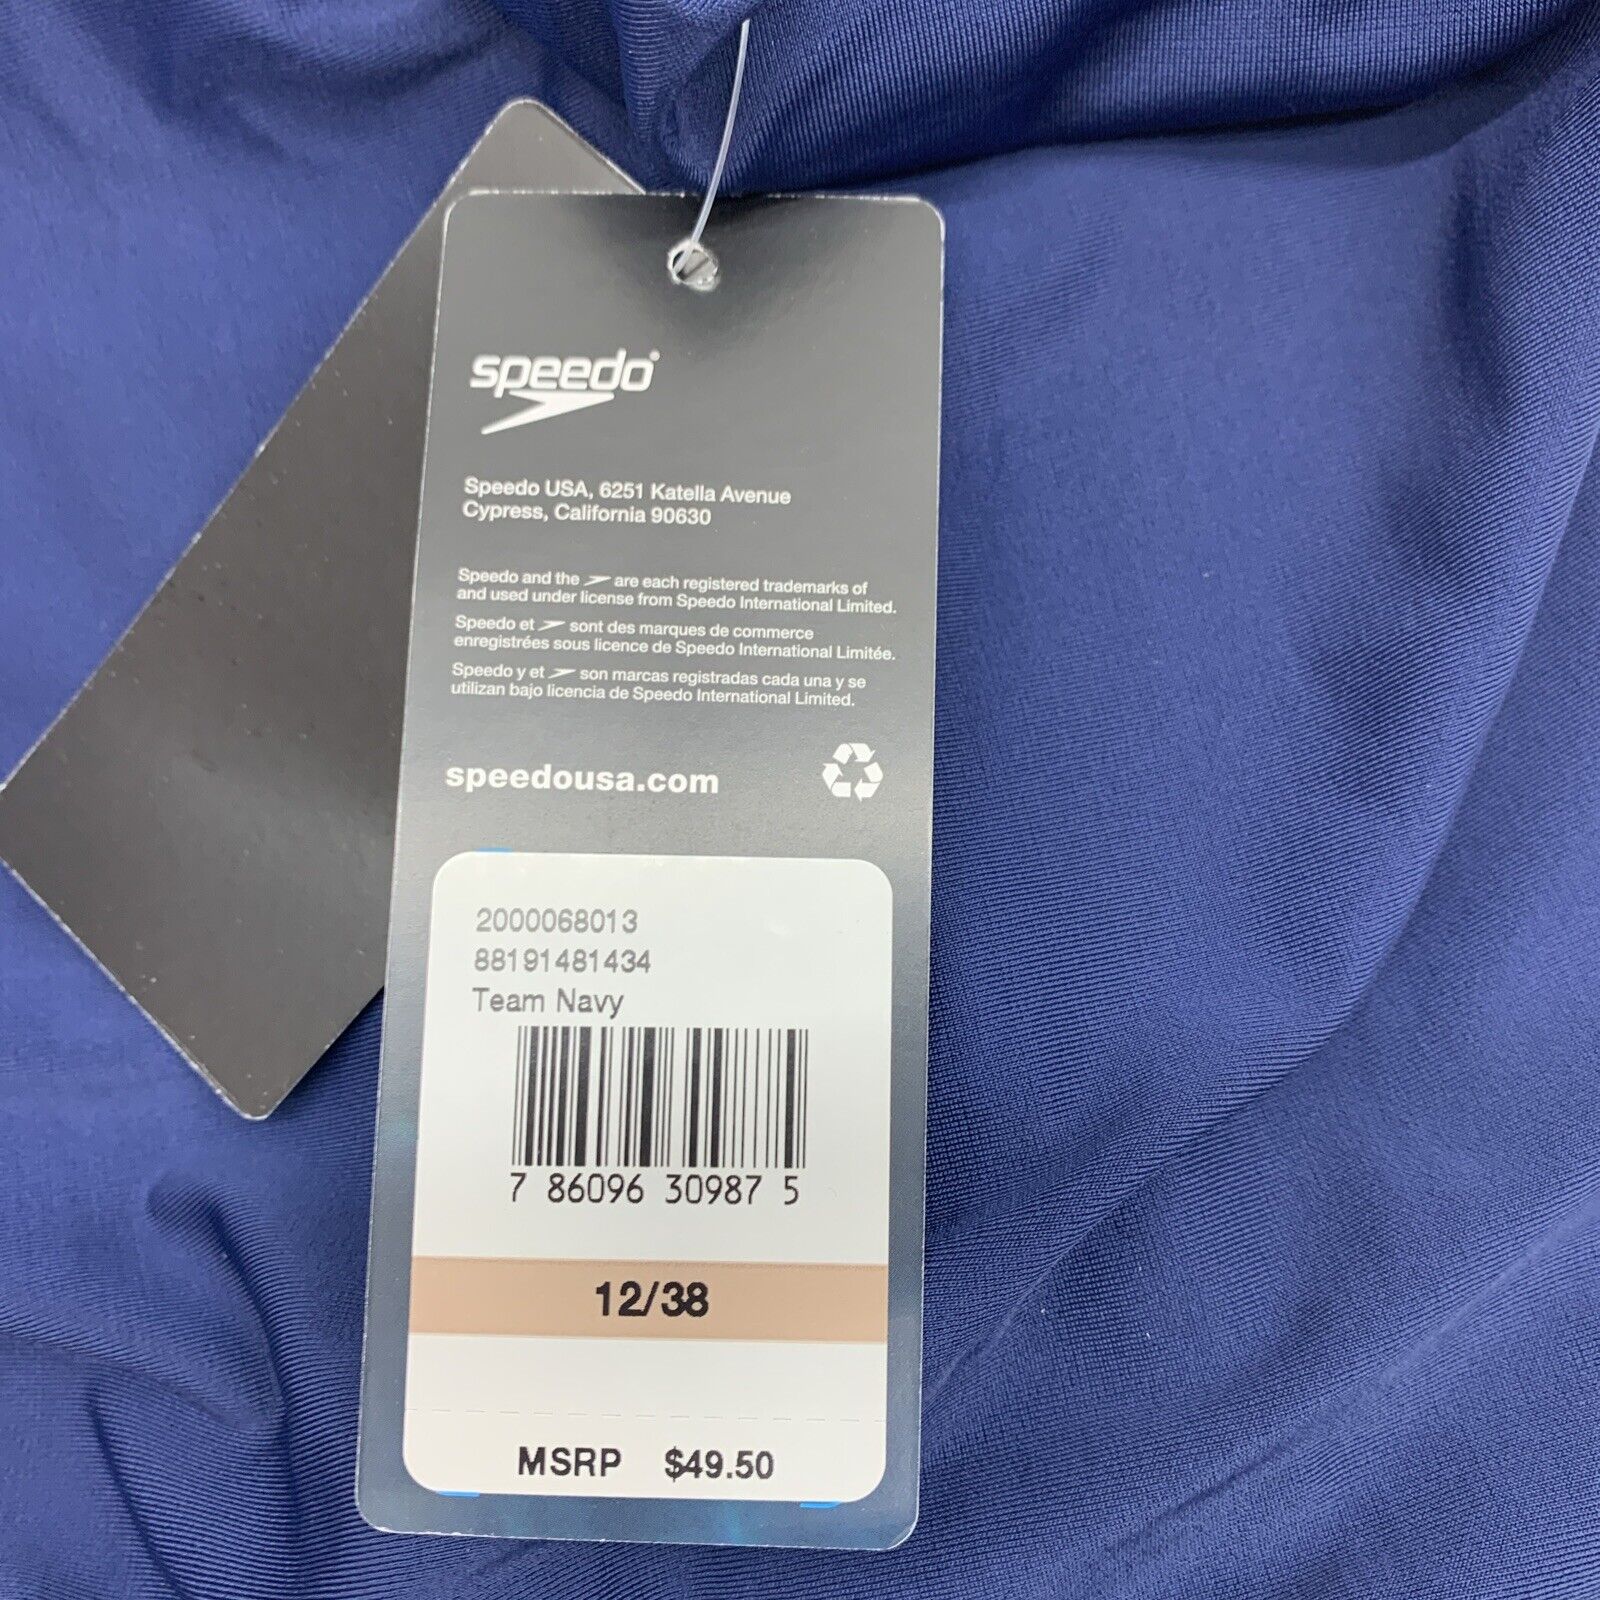 speedo®
Speedo USA, 6251 Katella Avenue
Cypress, California 90630
Speedo and the are each registered trademarks of
and used under license from Speedo International Limited.
Speedo et sont des marques de commerce
enregistrées sous licence de Speedo International Limitée.
Speedo y et son marcas registradas cada una y se
utilizan bajo licencia de Speedo International Limited.
speedousa.com
2000068013
88191481434
Team Navy
7 86096 30987 5
12/38
MSRP $49.50